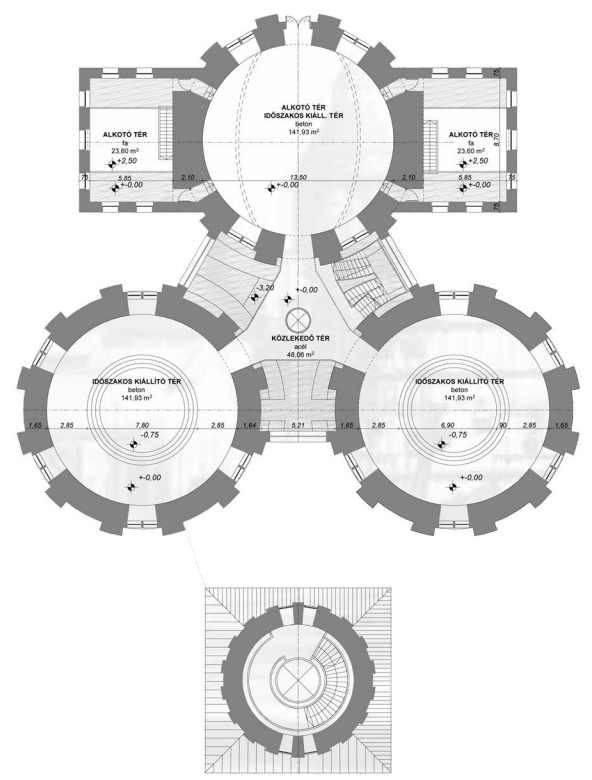 ALKOTÓ TÉR
IDŐSZAKOS KIÁLL. TÉR
beton
141,93 m²
ALKOTÓ TÉR
fa
23,60 m²
+2,50
+-0,00
ALKOTÓ TÉR
fa
23,60 m²
+2,50
+-0,00
75
8,70
75
75
5,85
2,10
13,50
2,10
5,85
75
+-0,00
-3,20
+-0,00
KÖZLEKEDŐ TÉR
acél
48,06 m²
IDŐSZAKOS KIÁLLÍTÓ TÉR
beton
141,93 m²
IDŐSZAKOS KIÁLLÍTÓ TÉR
beton
141,93 m²
1,65
2,85
7,80
2,85
1,64
5,21
1,65
2,85
6,90
90
2,85
1,65
-0,75
-0,75
+-0,00
+-0,00